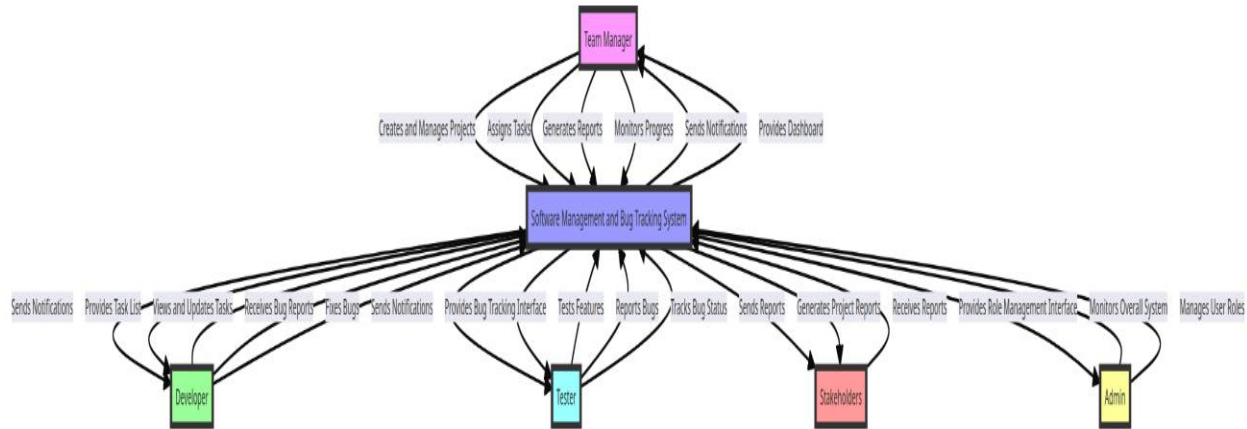 Team Manager
Creates and Manages Projects
Assigns Tasks
Generates Reports
Monitors Progress
Sends Notifications
Provides Dashboard
Software Management and Bug Tracking System
Sends Notifications
Provides Task List
Views and Updates Tasks
Receives Bug Reports
Fixes Bugs
Sends Notifications
Provides Bug Tracking Interface
Tests Features
Reports Bugs
Tracks Bug Status
Sends Reports
Generates Project Reports
Receives Reports
Provides Role Management Interface
Monitors Overall System
Manages User Roles
Developer
Tester
Stakeholders
Admin